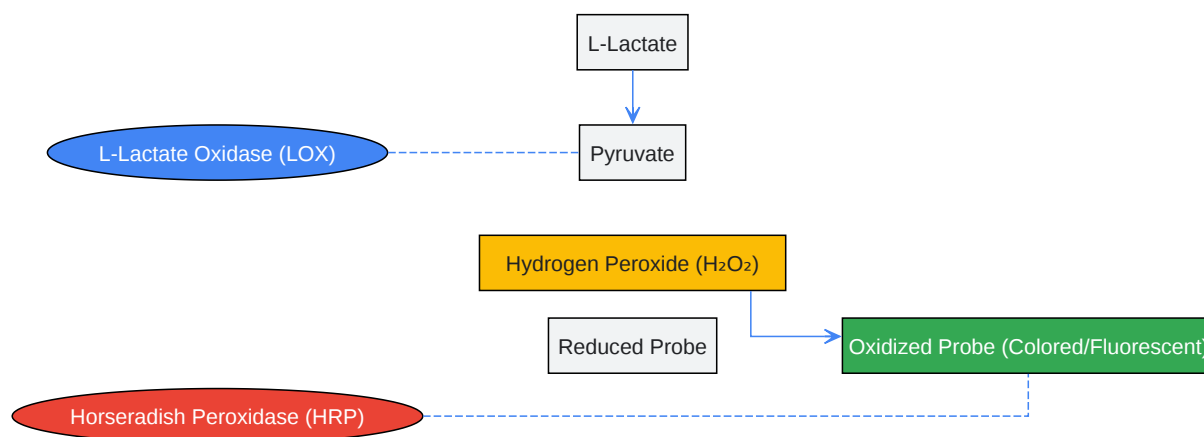 L-Lactate
L-Lactate Oxidase (LOX)
Pyruvate
Hydrogen Peroxide (H₂O₂)
Reduced Probe
Oxidized Probe (Colored/Fluorescent)
Horseradish Peroxidase (HRP)